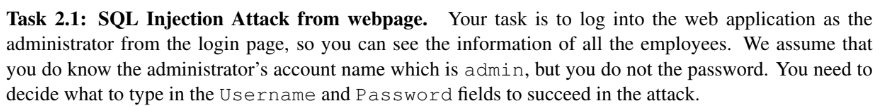 Task 2.1: SQL Injection Attack from webpage. Your task is to log into the web application as the
administrator from the login page, so you can see the information of all the employees. We assume that
you do know the administrator's account name which is admin, but you do not the password. You need to
decide what to type in the Username and Password fields to succeed in the attack.